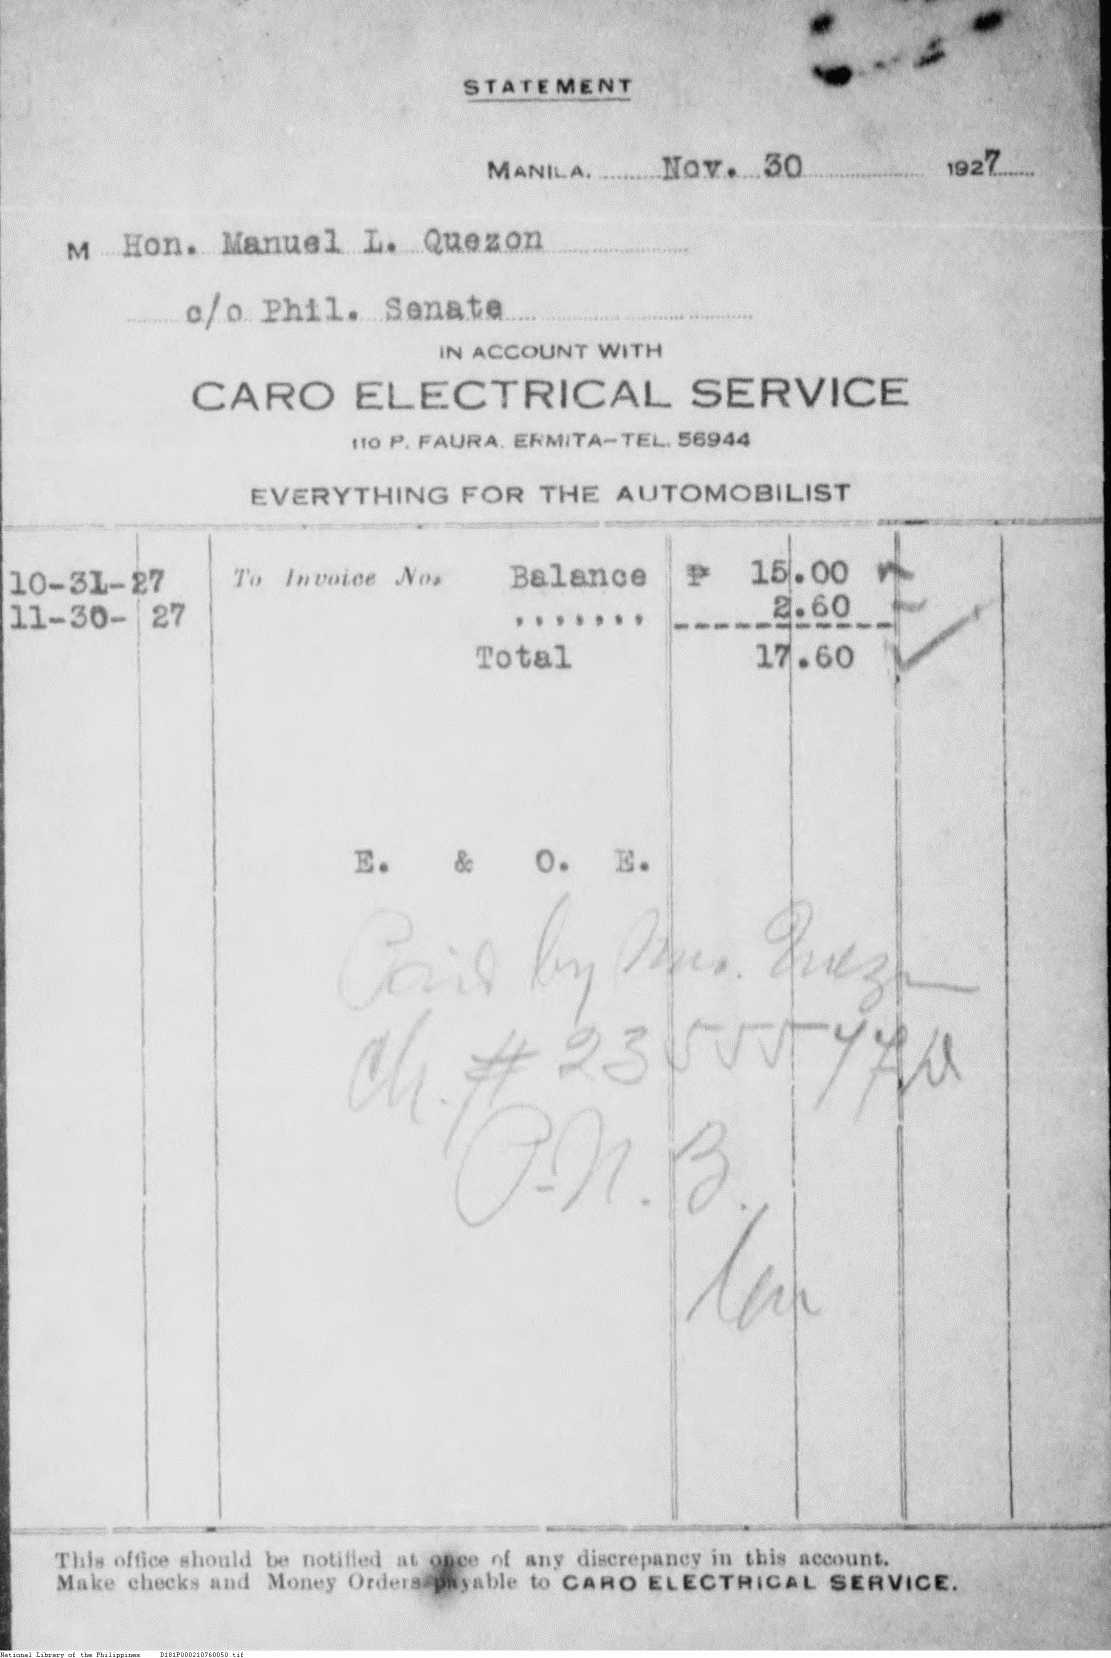 STATEMENT
MANILA. Nov. 30 1927
M Hon. Manuel L. Quezon
c/o Phil. Senate
IN ACCOUNT WITH
CARO ELECTRICAL SERVICE
110 P. FAURA. ERMITA-TEL. 56944
EVERYTHING FOR THE AUTOMOBILIST
10-31-27 To Invoice No. Balance ₱ 15.00
11-30-27 ,,,,,,, 2.60
Total 17.60
E. & O. E.
Paid by Mrs. Quezon
Ch. # 23555
P.N.B.
This office should be notified at once of any discrepancy in this account.
Make checks and Money Orders payable to CARO ELECTRICAL SERVICE.
National Library of the Philippines D181P000210760050.tif